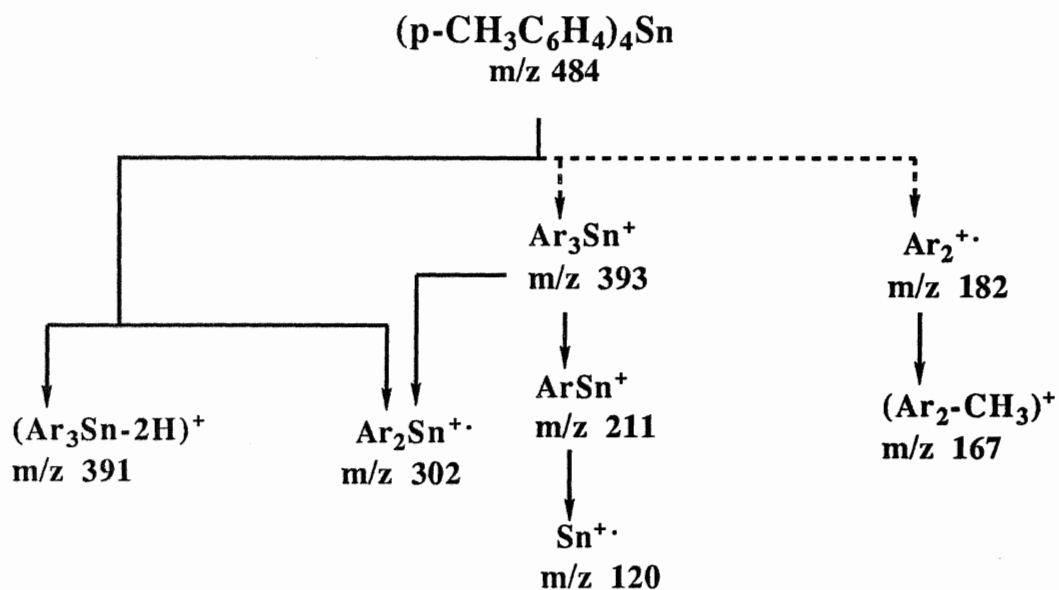 (p-CH₃C₆H₄)₄Sn
m/z 484
Ar₃Sn⁺
m/z 393
Ar₂⁺·
m/z 182
(Ar₃Sn-2H)⁺
m/z 391
Ar₂Sn⁺·
m/z 302
ArSn⁺
m/z 211
(Ar₂-CH₃)⁺
m/z 167
Sn⁺·
m/z 120